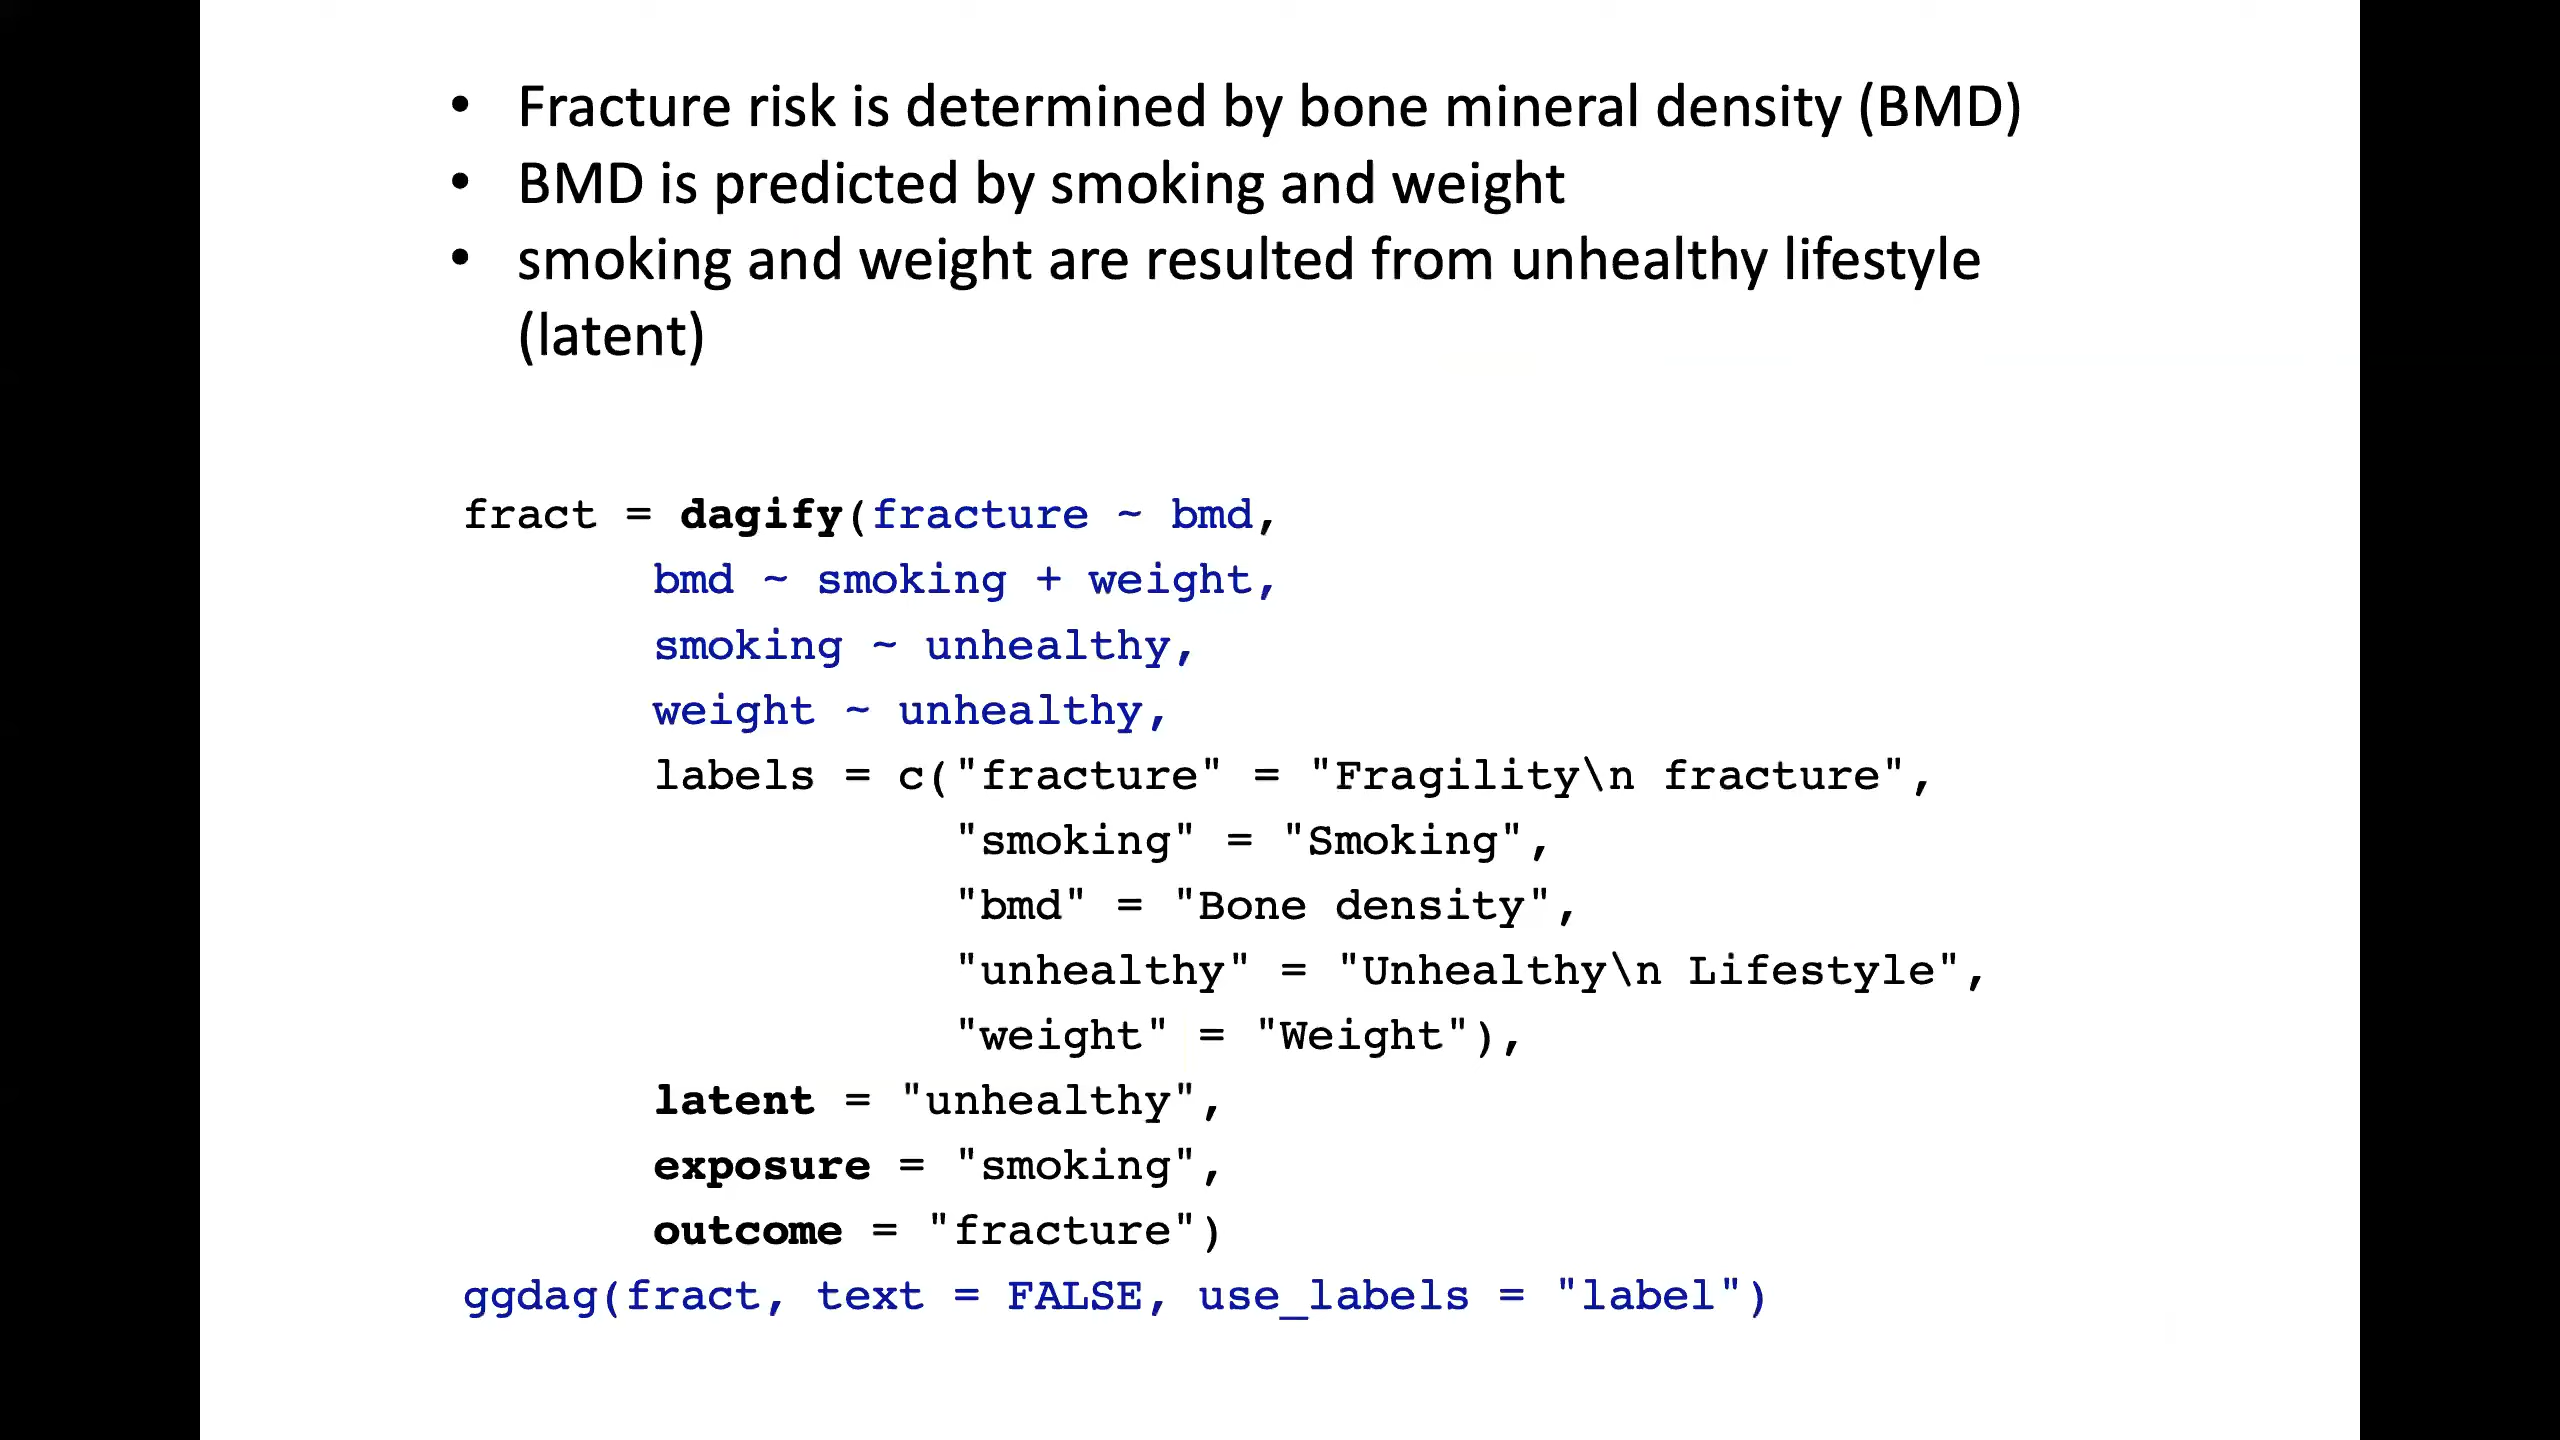 • Fracture risk is determined by bone mineral density (BMD)
• BMD is predicted by smoking and weight
• smoking and weight are resulted from unhealthy lifestyle
(latent)
fract = dagify(fracture ~ bmd,
bmd ~ smoking + weight,
smoking ~ unhealthy,
weight ~ unhealthy,
labels = c("fracture" = "Fragility\n fracture",
"smoking" = "Smoking",
"bmd" = "Bone density",
"unhealthy" = "Unhealthy\n Lifestyle",
"weight" = "Weight"),
latent = "unhealthy",
exposure = "smoking",
outcome = "fracture")
ggdag(fract, text = FALSE, use_labels = "label")